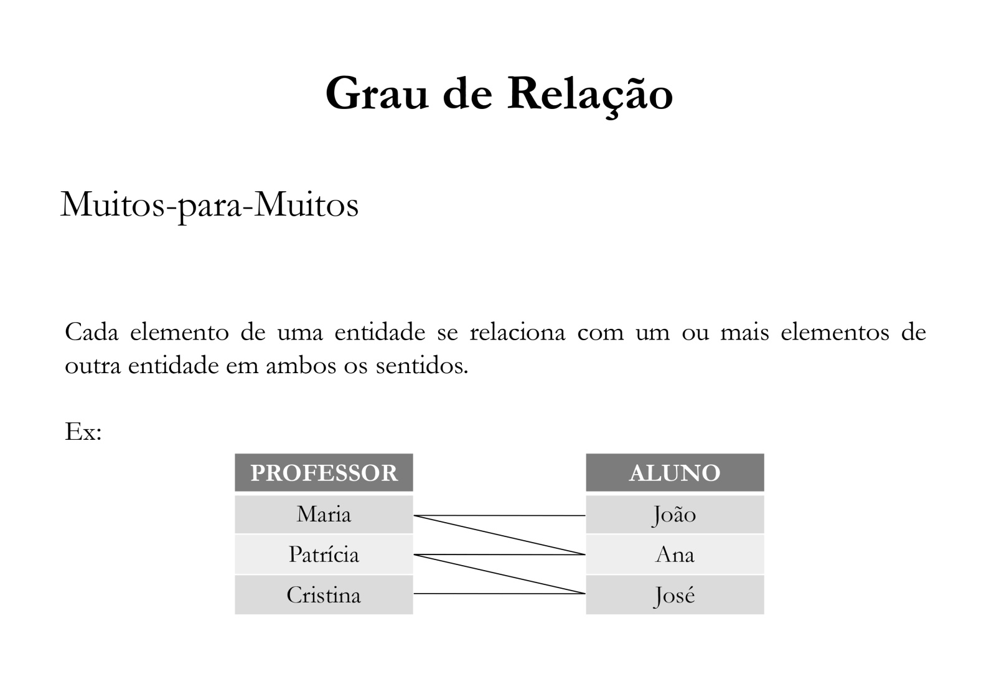 Grau de Relação
Muitos-para-Muitos
Cada elemento de uma entidade se relaciona com um ou mais elementos de
outra entidade em ambos os sentidos.
Ex:
PROFESSOR ALUNO
Maria João
Patrícia Ana
Cristina José